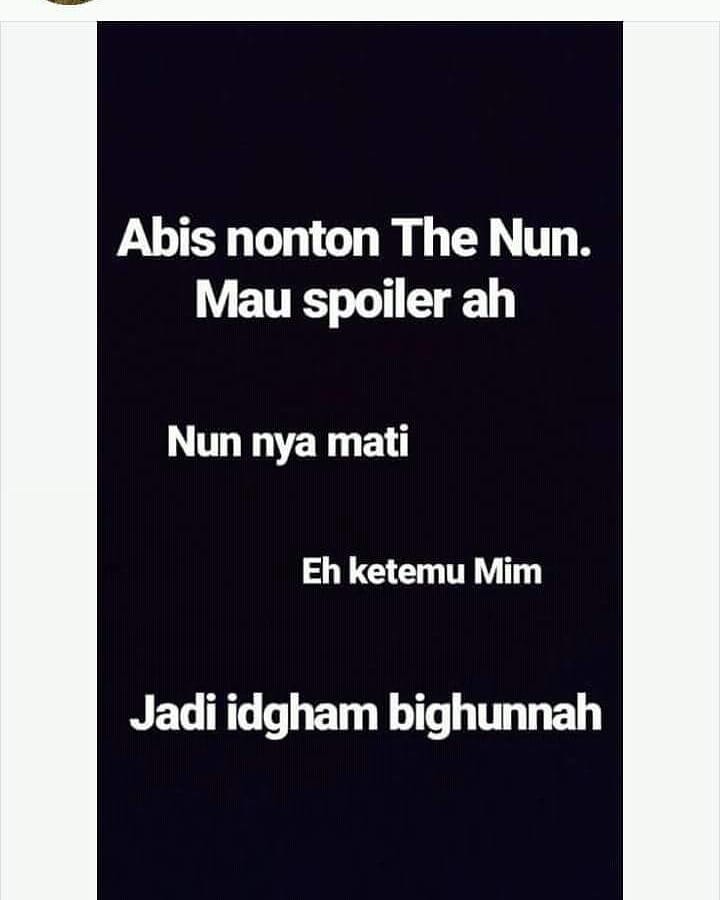 Abis nonton The Nun.
Mau spoiler ah
Nun nya mati
Eh ketemu Mim
Jadi idgham bighunnah